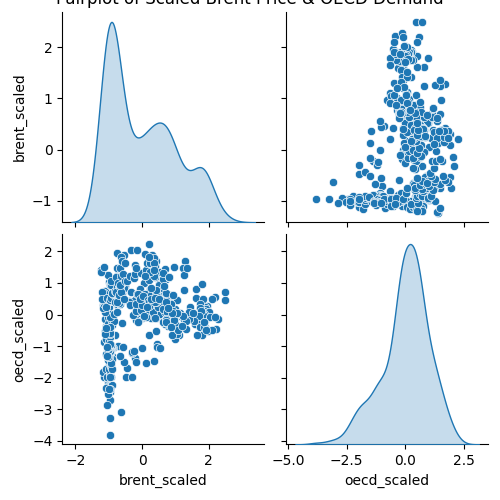 Pairplot of Scaled Brent Price & OECD Demand
brent_scaled
2
1
0
−1
oecd_scaled
2
1
0
−1
−2
−3
−4
−2 0 2
brent_scaled
−5.0 −2.5 0.0 2.5
oecd_scaled